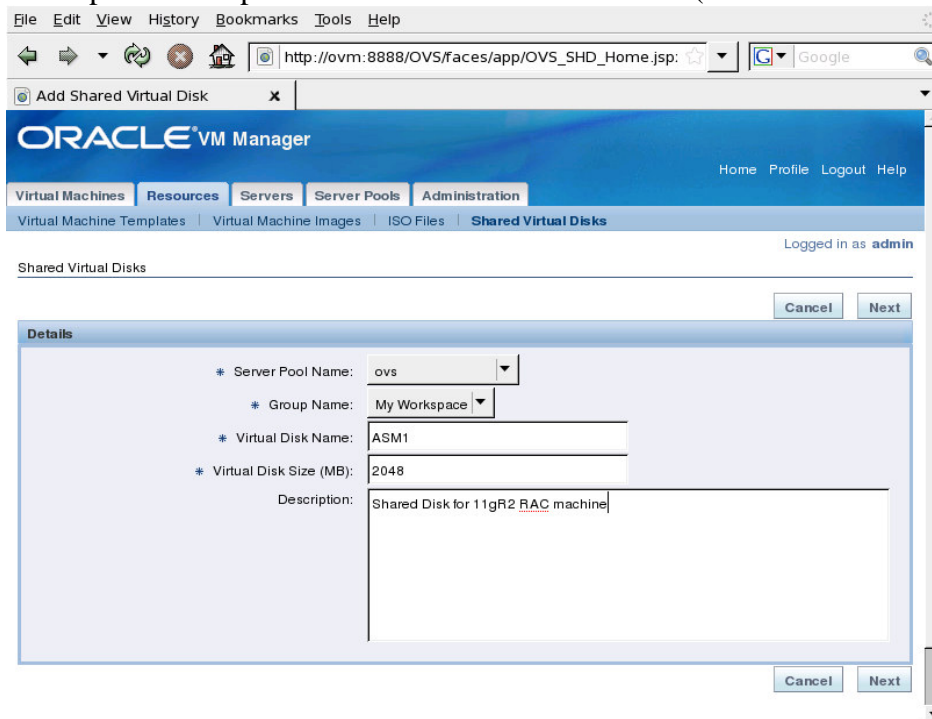 File Edit View History Bookmarks Tools Help
http://ovm:8888/OVS/faces/app/OVS_SHD_Home.jsp:
G Google
Add Shared Virtual Disk x
ORACLE VM Manager
Home Profile Logout Help
Virtual Machines Resources Servers Server Pools Administration
Virtual Machine Templates | Virtual Machine Images | ISO Files | Shared Virtual Disks
Logged in as admin
Shared Virtual Disks
Cancel Next
Details
* Server Pool Name: ovs
* Group Name: My Workspace
* Virtual Disk Name: ASM1
* Virtual Disk Size (MB): 2048
Description: Shared Disk for 11gR2 RAC machine
Cancel Next